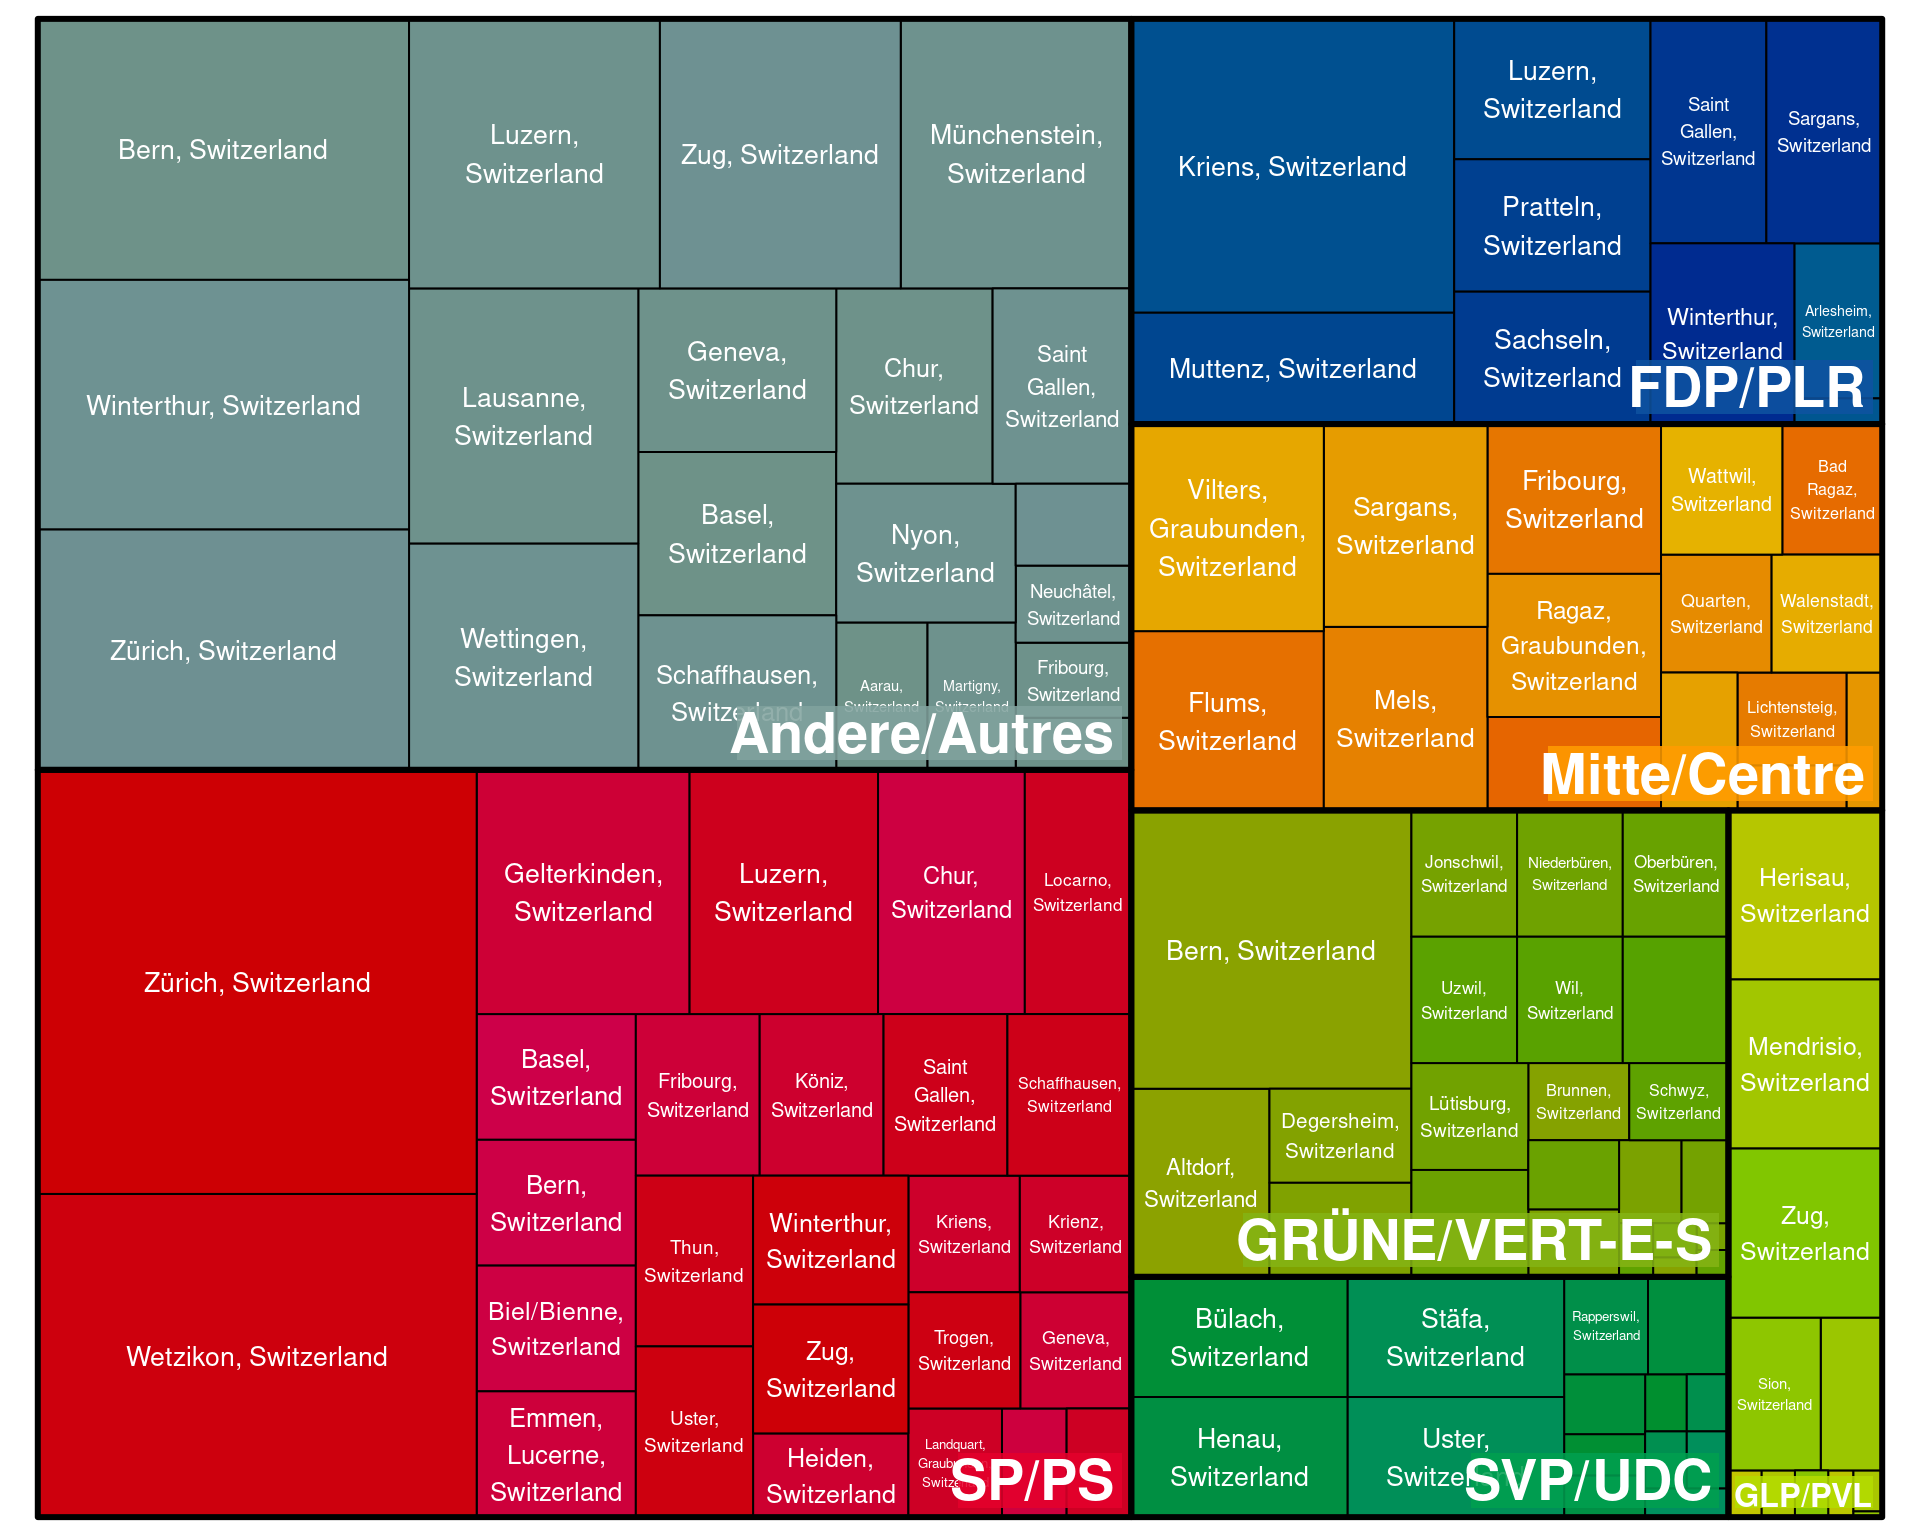 Bern, Switzerland
Luzern,
Switzerland
Zug, Switzerland
Münchenstein,
Switzerland
Winterthur, Switzerland
Zürich, Switzerland
Lausanne,
Switzerland
Wettingen,
Switzerland
Geneva,
Switzerland
Basel,
Switzerland
Schaffhausen,
Switzerland
Chur,
Switzerland
Saint
Gallen,
Switzerland
Nyon,
Switzerland
Neuchâtel,
Switzerland
Fribourg,
Switzerland
Aarau,
Switzerland
Martigny,
Switzerland
Andere/Autres
Kriens, Switzerland
Muttenz, Switzerland
Luzern,
Switzerland
Pratteln,
Switzerland
Sachseln,
Switzerland
Saint
Gallen,
Switzerland
Sargans,
Switzerland
Winterthur,
Switzerland
Arlesheim,
Switzerland
FDP/PLR
Vilters,
Graubunden,
Switzerland
Flums,
Switzerland
Sargans,
Switzerland
Mels,
Switzerland
Fribourg,
Switzerland
Ragaz,
Graubunden,
Switzerland
Wattwil,
Switzerland
Bad
Ragaz,
Switzerland
Quarten,
Switzerland
Walenstadt,
Switzerland
Lichtensteig,
Switzerland
Mitte/Centre
Zürich, Switzerland
Wetzikon, Switzerland
Gelterkinden,
Switzerland
Luzern,
Switzerland
Chur,
Switzerland
Locarno,
Switzerland
Basel,
Switzerland
Bern,
Switzerland
Biel/Bienne,
Switzerland
Emmen,
Lucerne,
Switzerland
Fribourg,
Switzerland
Köniz,
Switzerland
Saint
Gallen,
Switzerland
Schaffhausen,
Switzerland
Thun,
Switzerland
Uster,
Switzerland
Winterthur,
Switzerland
Zug,
Switzerland
Heiden,
Switzerland
Kriens,
Switzerland
Krienz,
Switzerland
Trogen,
Switzerland
Geneva,
Switzerland
Landquart,
SP/PS
Bern, Switzerland
Altdorf,
Switzerland
Degersheim,
Switzerland
Jonschwil,
Switzerland
Niederbüren,
Switzerland
Oberbüren,
Switzerland
Uzwil,
Switzerland
Wil,
Switzerland
Lütisburg,
Switzerland
Brunnen,
Switzerland
Schwyz,
Switzerland
GRÜNE/VERT-E-S
Bülach,
Switzerland
Henau,
Switzerland
Stäfa,
Switzerland
Uster,
Switzerland
Rapperswil,
Switzerland
SVP/UDC
Herisau,
Switzerland
Mendrisio,
Switzerland
Zug,
Switzerland
Sion,
Switzerland
GLP/PVL